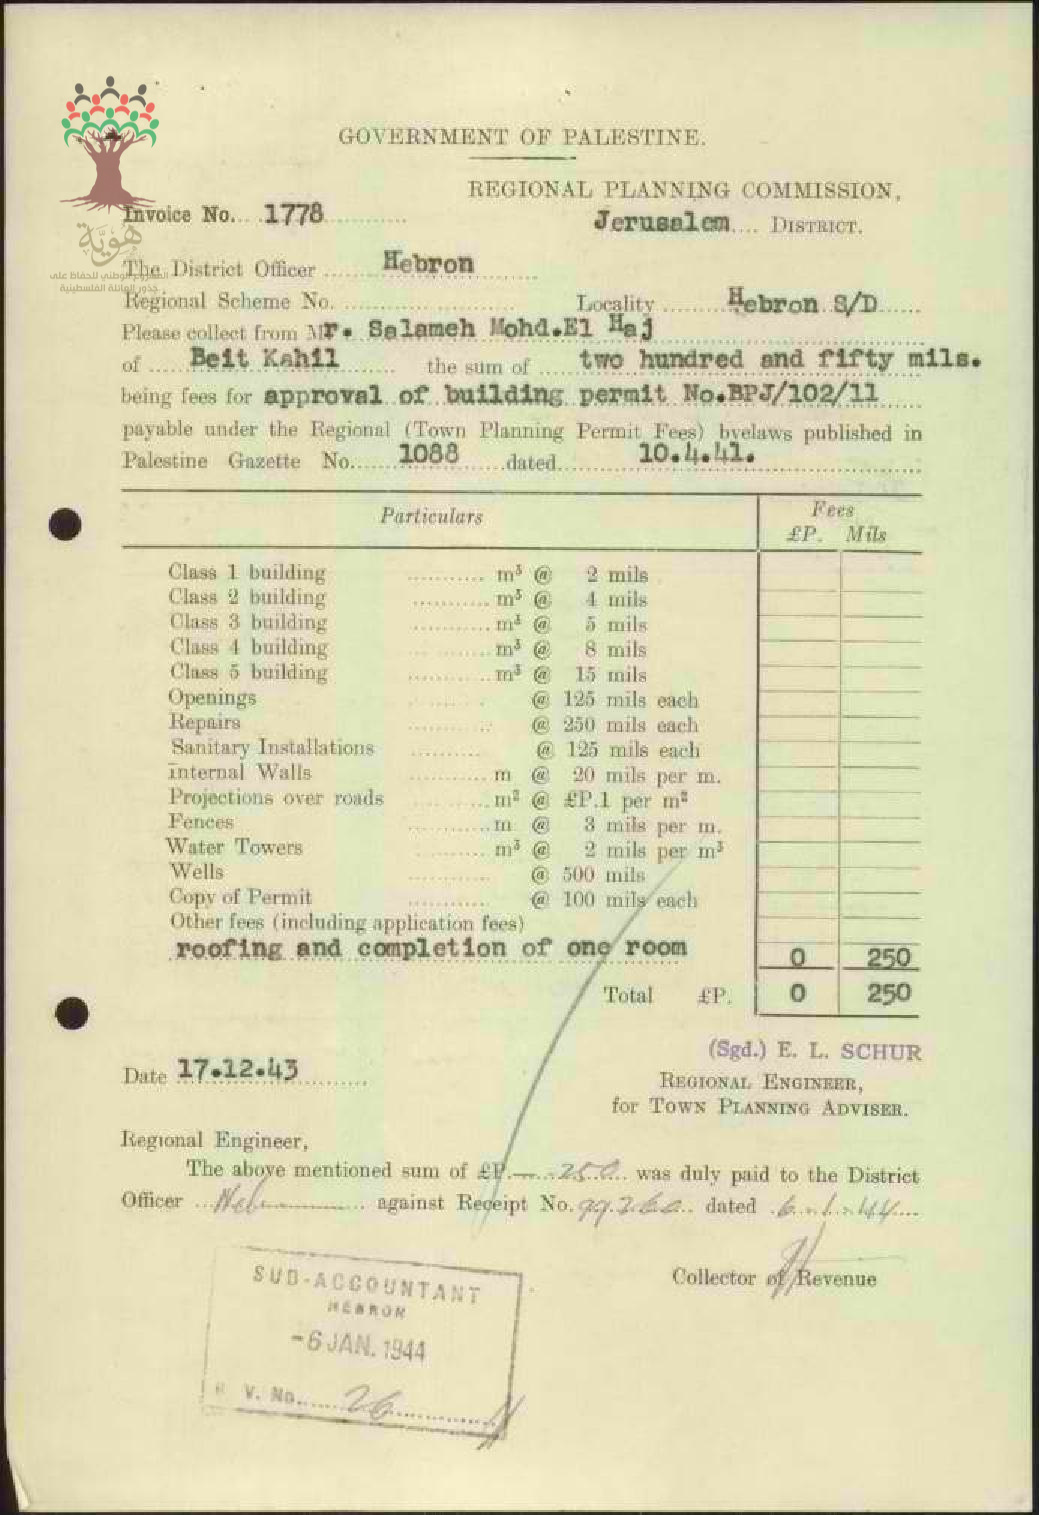 GOVERNMENT OF PALESTINE.
REGIONAL PLANNING COMMISSION,
Invoice No. 1778
Jerusalem DISTRICT.
هوية
المشروع الوطني للحفاظ على
جذور العائلة الفلسطينية
The District Officer Hebron
Regional Scheme No. Locality Hebron S/D
Please collect from Mr. Salameh Mohd.El Haj
of Beit Kahil the sum of two hundred and fifty mils.
being fees for approval of building permit No.BPJ/102/11
payable under the Regional (Town Planning Permit Fees) byelaws published in
Palestine Gazette No. 1088 dated 10.4.41.
Particulars Fees
£P. Mils
Class 1 building m³ @ 2 mils
Class 2 building m³ @ 4 mils
Class 3 building m³ @ 5 mils
Class 4 building m³ @ 8 mils
Class 5 building m³ @ 15 mils
Openings @ 125 mils each
Repairs @ 250 mils each
Sanitary Installations @ 125 mils each
Internal Walls m @ 20 mils per m.
Projections over roads m² @ £P.1 per m²
Fences m @ 3 mils per m.
Water Towers m³ @ 2 mils per m³
Wells @ 500 mils
Copy of Permit @ 100 mils each
Other fees (including application fees)
roofing and completion of one room 0 250
Total £P. 0 250
(Sgd.) E. L. SCHUR
Date 17.12.43
REGIONAL ENGINEER,
for TOWN PLANNING ADVISER.
Regional Engineer,
The above mentioned sum of £P.—.250 was duly paid to the District
Officer Hebron against Receipt No. 99260 dated 6.1.44
Collector of Revenue
SUB-ACCOUNTANT
HEBRON
-6 JAN. 1944
R. V. No. 26